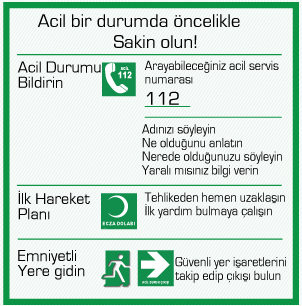 Acil bir durumda öncelikle
Sakin olun!
Acil Durumu
Bildirin
ACİL
112
Arayabileceğiniz acil servis
numarası
112
Adınızı söyleyin
Ne olduğunu anlatın
Nerede olduğunuzu söyleyin
Yaralı mısınız bilgi verin
İlk Hareket
Planı
ECZA DOLABI
Tehlikeden hemen uzaklaşın
İlk yardım bulmaya çalışın
Emniyetli
Yere gidin
Güvenli yer işaretlerini
takip edip çıkışı bulun